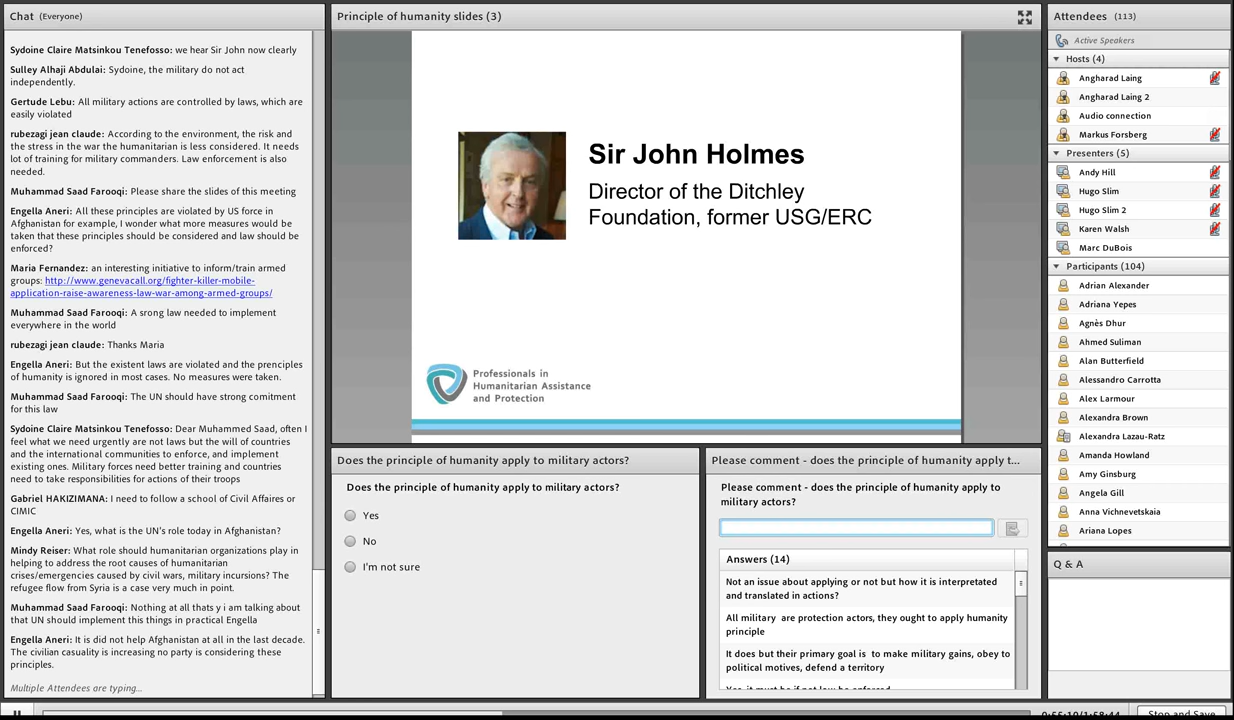 Chat (Everyone)
Sydoine Claire Matsinkou Tenefosso: we hear Sir John now clearly
Sulley Alhaji Abdulai: Sydoine, the military do not act
independently.
Gertude Lebu: All military actions are controlled by laws, which are
easily violated
rubezagi jean claude: According to the environment, the risk and
the stress in the war the humanitarian is less considered. It needs
lot of training for military commanders. Law enforcement is also
needed.
Muhammad Saad Farooqi: Please share the slides of this meeting
Engella Aneri: All these principles are violated by US force in
Afghanistan for example, I wonder what more measures would be
taken that these principles should be considered and law should be
enforced?
Maria Fernandez: an interesting initiative to inform/train armed
groups: http://www.genevacall.org/fighter-killer-mobile-
application-raise-awareness-law-war-among-armed-groups/
Muhammad Saad Farooqi: A srong law needed to implement
everywhere in the world
rubezagi jean claude: Thanks Maria
Engella Aneri: But the existent laws are violated and the prenciples
of humanity is ignored in most cases. No measures were taken.
Muhammad Saad Farooqi: The UN should have strong comitment
for this law
Sydoine Claire Matsinkou Tenefosso: Dear Muhammed Saad, often I
feel what we need urgently are not laws but the will of countries
and the international communities to enforce, and implement
existing ones. Military forces need better training and countries
need to take responsibilities for actions of their troops
Gabriel HAKIZIMANA: I need to follow a school of Civil Affaires or
CIMIC
Engella Aneri: Yes, what is the UN's role today in Afghanistan?
Mindy Reiser: What role should humanitarian organizations play in
helping to address the root causes of humanitarian
crises/emergencies caused by civil wars, military incursions? The
refugee flow from Syria is a case very much in point.
Muhammad Saad Farooqi: Nothing at all thats y i am talking about
that UN should implement this things in practical Engella
Engella Aneri: It is did not help Afghanistan at all in the last decade.
The civilian casuality is increasing no party is considering these
principles.
Multiple Attendees are typing...
Principle of humanity slides (3)
Sir John Holmes
Director of the Ditchley
Foundation, former USG/ERC
Professionals in
Humanitarian Assistance
and Protection
Does the principle of humanity apply to military actors?
Does the principle of humanity apply to military actors?
Yes
No
I'm not sure
Please comment - does the principle of humanity apply t...
Please comment - does the principle of humanity apply to
military actors?
Answers (14)
Not an issue about applying or not but how it is interpretated
and translated in actions?
All military are protection actors, they ought to apply humanity
principle
It does but their primary goal is to make military gains, obey to
political motives, defend a territory
Yes, it must be if not law be enforced
Attendees (113)
Active Speakers
Hosts (4)
Angharad Laing
Angharad Laing 2
Audio connection
Markus Forsberg
Presenters (5)
Andy Hill
Hugo Slim
Hugo Slim 2
Karen Walsh
Marc DuBois
Participants (104)
Adrian Alexander
Adriana Yepes
Agnès Dhur
Ahmed Suliman
Alan Butterfield
Alessandro Carrotta
Alex Larmour
Alexandra Brown
Alexandra Lazau-Ratz
Amanda Howland
Amy Ginsburg
Angela Gill
Anna Vichnevetskaia
Ariana Lopes
Q & A
0:55:10/1:58:44
Stop and Save